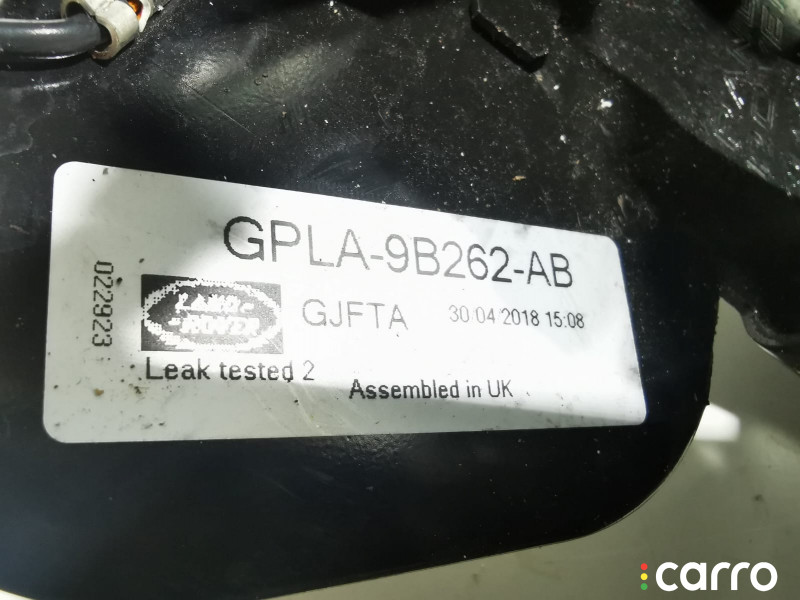 GPLA-9B262-AB
022923
LAND-
-ROVER
GJFTA
30 04 2018 15:08
Leak tested 2
Assembled in UK
carro